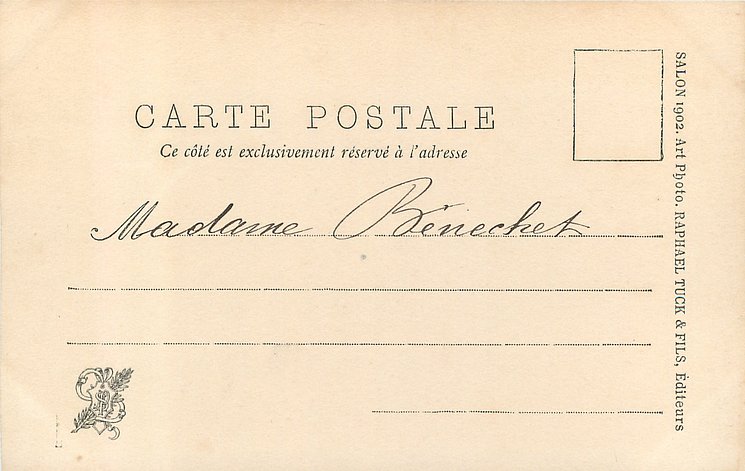 CARTE POSTALE
Ce côté est exclusivement réservé à l'adresse
Madame Bénechet
SALON 1902. Art Photo. RAPHAEL TUCK & FILS, Éditeurs